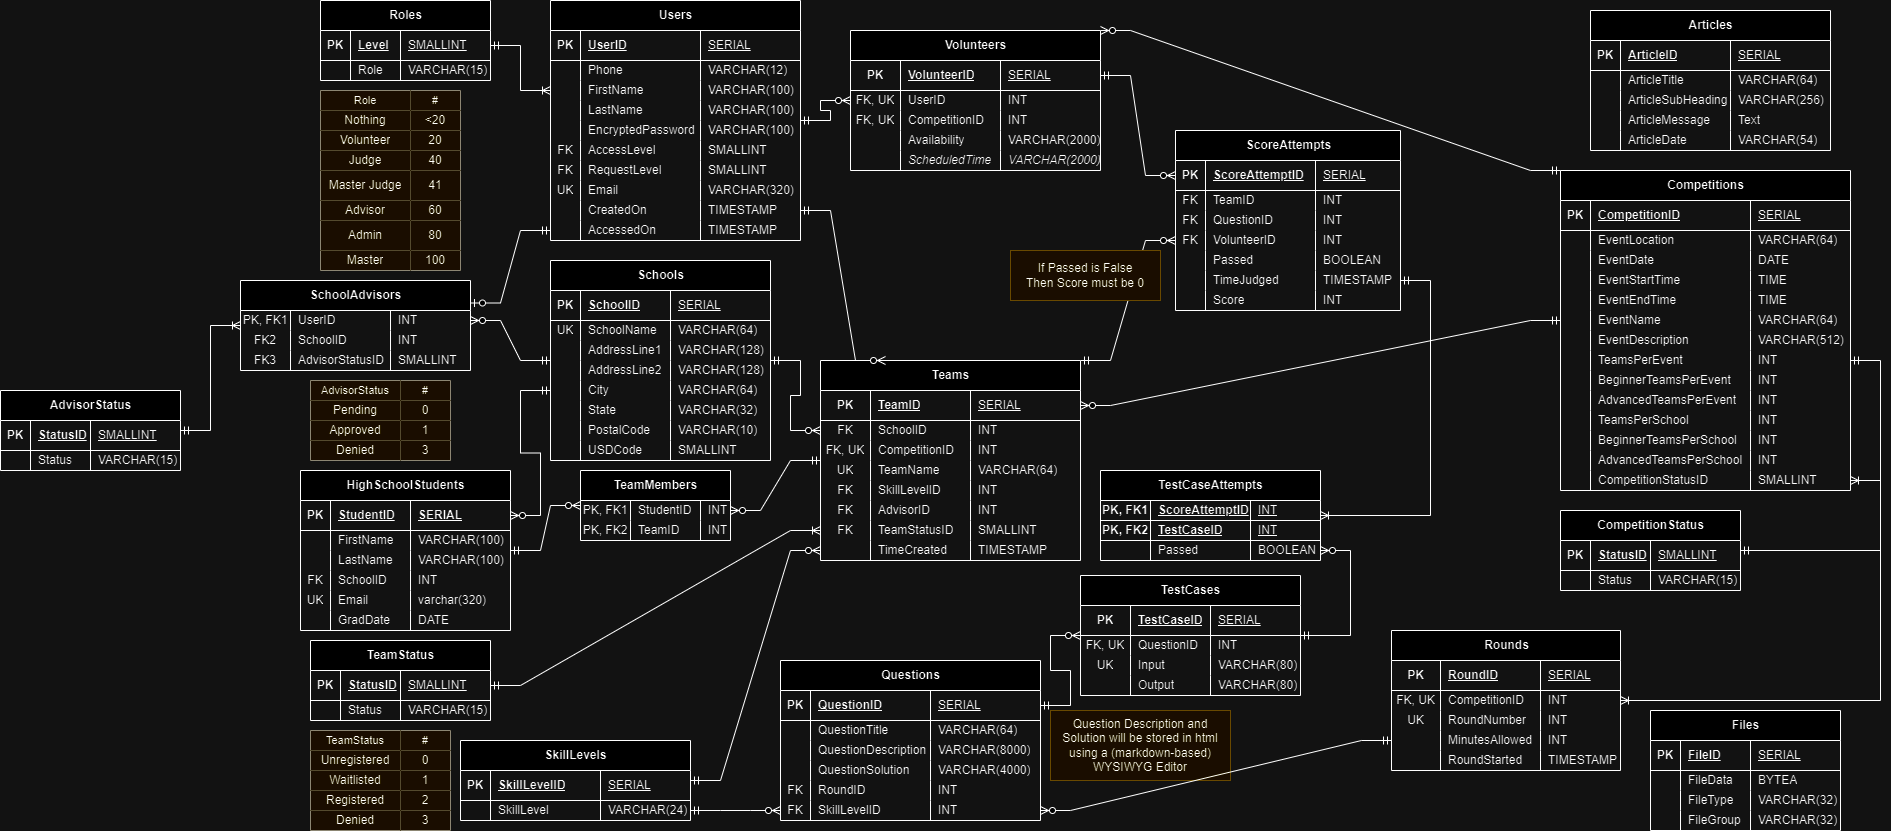 Roles
PK Level SMALLINT
Role VARCHAR(15)
Role #
Nothing <20
Volunteer 20
Judge 40
Master Judge 41
Advisor 60
Admin 80
Master 100
Users
PK UserID SERIAL
Phone VARCHAR(12)
FirstName VARCHAR(100)
LastName VARCHAR(100)
EncryptedPassword VARCHAR(100)
FK AccessLevel SMALLINT
FK RequestLevel SMALLINT
UK Email VARCHAR(320)
CreatedOn TIMESTAMP
AccessedOn TIMESTAMP
Volunteers
PK VolunteerID SERIAL
FK, UK UserID INT
FK, UK CompetitionID INT
Availability VARCHAR(2000)
ScheduledTime VARCHAR(2000)
ScoreAttempts
PK ScoreAttemptID SERIAL
FK TeamID INT
FK QuestionID INT
FK VolunteerID INT
Passed BOOLEAN
TimeJudged TIMESTAMP
Score INT
If Passed is False
Then Score must be 0
Articles
PK ArticleID SERIAL
ArticleTitle VARCHAR(64)
ArticleSubHeading VARCHAR(256)
ArticleMessage Text
ArticleDate VARCHAR(54)
Competitions
PK CompetitionID SERIAL
EventLocation VARCHAR(64)
EventDate DATE
EventStartTime TIME
EventEndTime TIME
EventName VARCHAR(64)
EventDescription VARCHAR(512)
TeamsPerEvent INT
BeginnerTeamsPerEvent INT
AdvancedTeamsPerEvent INT
TeamsPerSchool INT
BeginnerTeamsPerSchool INT
AdvancedTeamsPerSchool INT
CompetitionStatusID SMALLINT
SchoolAdvisors
PK, FK1 UserID INT
FK2 SchoolID INT
FK3 AdvisorStatusID SMALLINT
AdvisorStatus #
Pending 0
Approved 1
Denied 3
AdvisorStatus
PK StatusID SMALLINT
Status VARCHAR(15)
Schools
PK SchoolID SERIAL
UK SchoolName VARCHAR(64)
AddressLine1 VARCHAR(128)
AddressLine2 VARCHAR(128)
City VARCHAR(64)
State VARCHAR(32)
PostalCode VARCHAR(10)
USDCode SMALLINT
Teams
PK TeamID SERIAL
FK SchoolID INT
FK, UK CompetitionID INT
UK TeamName VARCHAR(64)
FK SkillLevelID INT
FK AdvisorID INT
FK TeamStatusID SMALLINT
TimeCreated TIMESTAMP
HighSchoolStudents
PK StudentID SERIAL
FirstName VARCHAR(100)
LastName VARCHAR(100)
FK SchoolID INT
UK Email varchar(320)
GradDate DATE
TeamMembers
PK, FK1 StudentID INT
PK, FK2 TeamID INT
TestCaseAttempts
PK, FK1 ScoreAttemptID INT
PK, FK2 TestCaseID INT
Passed BOOLEAN
CompetitionStatus
PK StatusID SMALLINT
Status VARCHAR(15)
TestCases
PK TestCaseID SERIAL
FK, UK QuestionID INT
UK Input VARCHAR(80)
Output VARCHAR(80)
TeamStatus
PK StatusID SMALLINT
Status VARCHAR(15)
TeamStatus #
Unregistered 0
Waitlisted 1
Registered 2
Denied 3
SkillLevels
PK SkillLevelID SERIAL
SkillLevel VARCHAR(24)
Questions
PK QuestionID SERIAL
QuestionTitle VARCHAR(64)
QuestionDescription VARCHAR(8000)
QuestionSolution VARCHAR(4000)
FK RoundID INT
FK SkillLevelID INT
Question Description and
Solution will be stored in html
using a (markdown-based)
WYSIWYG Editor
Rounds
PK RoundID SERIAL
FK, UK CompetitionID INT
UK RoundNumber INT
MinutesAllowed INT
RoundStarted TIMESTAMP
Files
PK FileID SERIAL
FileData BYTEA
FileType VARCHAR(32)
FileGroup VARCHAR(32)